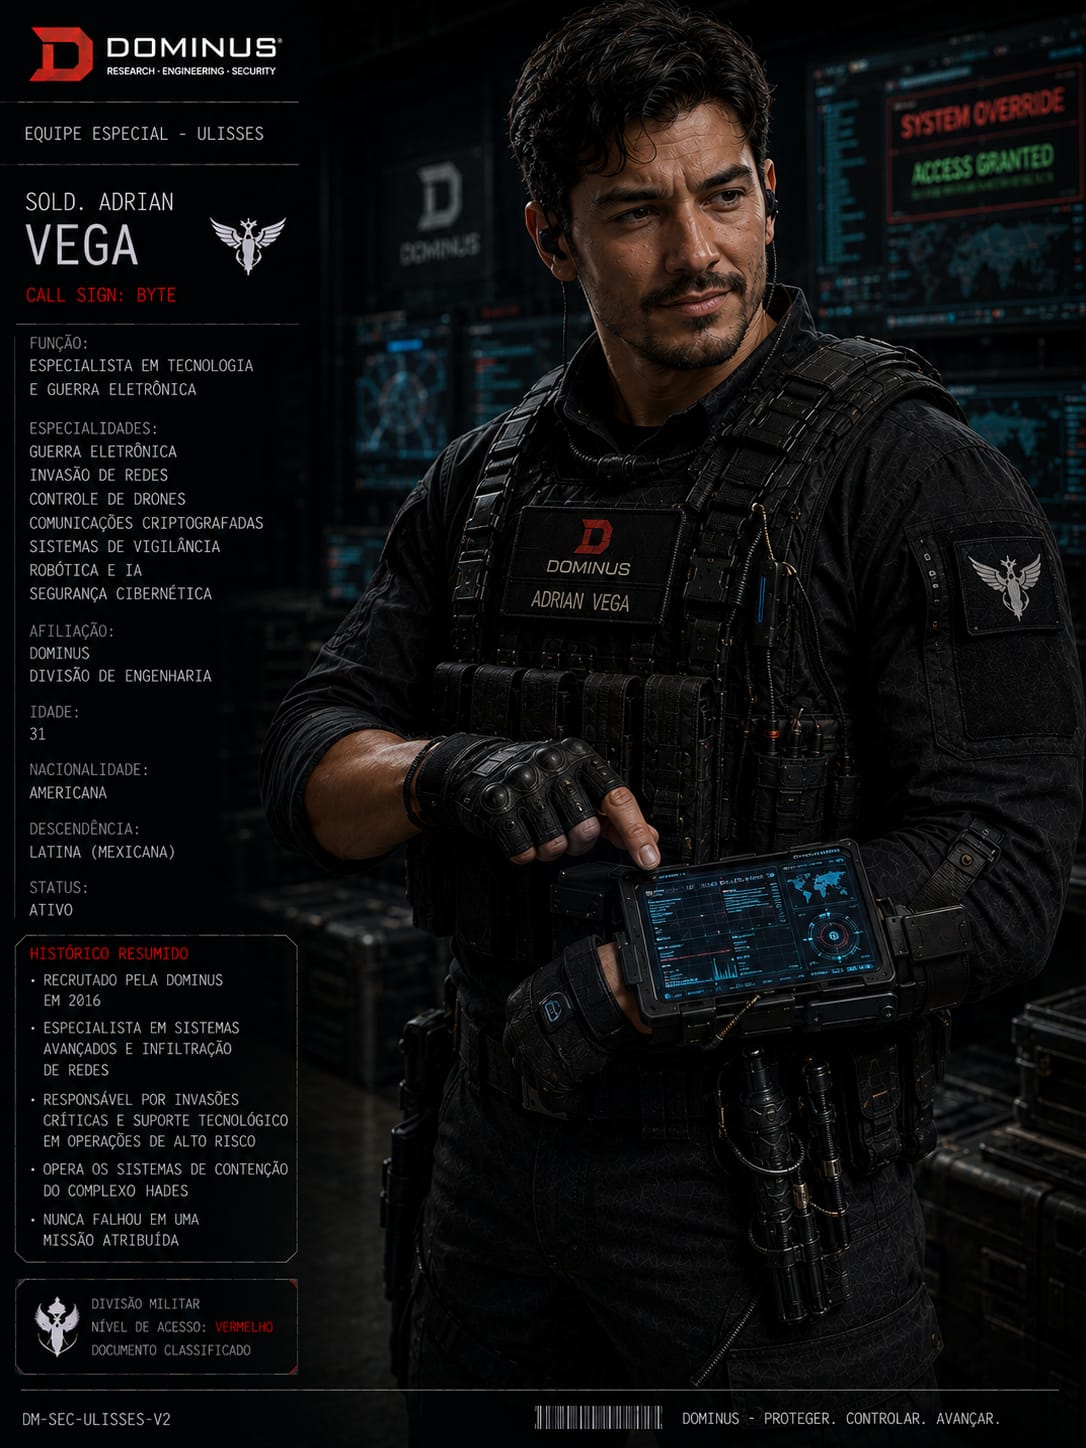 DOMINUS®
RESEARCH · ENGINEERING · SECURITY
EQUIPE ESPECIAL - ULISSES
SOLD. ADRIAN
VEGA
CALL SIGN: BYTE
FUNÇÃO:
ESPECIALISTA EM TECNOLOGIA
E GUERRA ELETRÔNICA
ESPECIALIDADES:
GUERRA ELETRÔNICA
INVASÃO DE REDES
CONTROLE DE DRONES
COMUNICAÇÕES CRIPTOGRAFADAS
SISTEMAS DE VIGILÂNCIA
ROBÓTICA E IA
SEGURANÇA CIBERNÉTICA
AFILIAÇÃO:
DOMINUS
DIVISÃO DE ENGENHARIA
IDADE:
31
NACIONALIDADE:
AMERICANA
DESCENDÊNCIA:
LATINA (MEXICANA)
STATUS:
ATIVO
HISTÓRICO RESUMIDO
· RECRUTADO PELA DOMINUS
EM 2016
· ESPECIALISTA EM SISTEMAS
AVANÇADOS E INFILTRAÇÃO
DE REDES
· RESPONSÁVEL POR INVASÕES
CRÍTICAS E SUPORTE TECNOLÓGICO
EM OPERAÇÕES DE ALTO RISCO
· OPERA OS SISTEMAS DE CONTENÇÃO
DO COMPLEXO HADES
· NUNCA FALHOU EM UMA
MISSÃO ATRIBUÍDA
DIVISÃO MILITAR
NÍVEL DE ACESSO: VERMELHO
DOCUMENTO CLASSIFICADO
DM-SEC-ULISSES-V2
DOMINUS - PROTEGER. CONTROLAR. AVANÇAR.
SYSTEM OVERRIDE
ACCESS GRANTED
DOMINUS
DOMINUS
ADRIAN VEGA